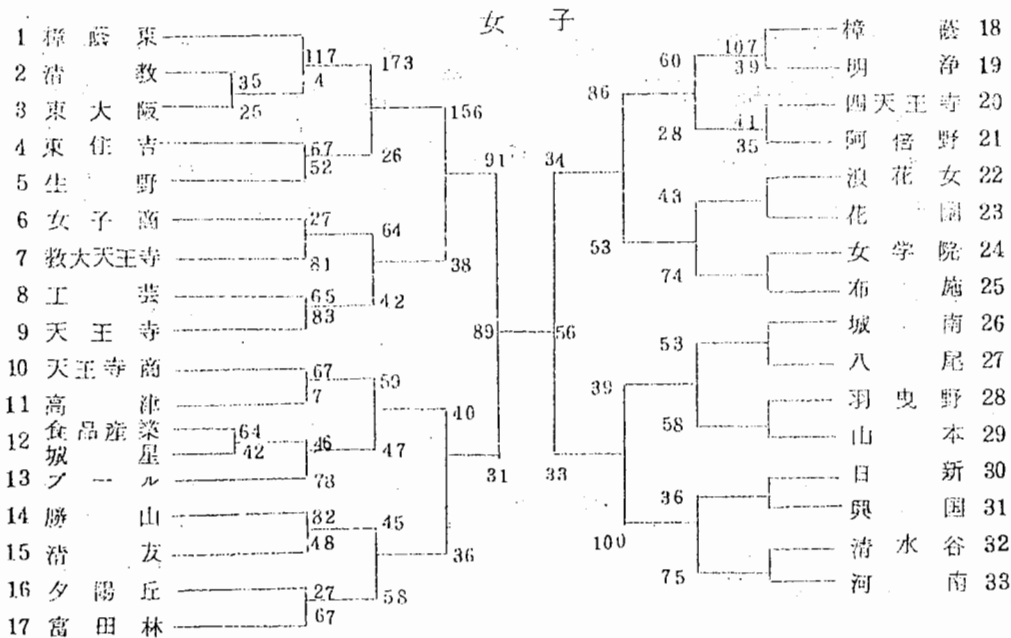 女子
1 樟蔭東
2 清教
3 東大阪
4 東住吉
5 生野
6 女子商
7 教大天王寺
8 工芸
9 天王寺
10 天王寺商
11 高津
12 食品産業
城星
13 プール
14 勝山
15 清友
16 夕陽丘
17 富田林
117
4
35
25
67
52
27
81
65
83
67
7
64
42
46
78
32
48
27
67
173
26
64
42
59
47
45
58
156
38
40
36
91
31
89
56
34
33
86
53
39
100
60
28
43
74
53
58
36
75
107
39
41
35
樟蔭 18
明浄 19
四天王寺 20
阿倍野 21
浪花女 22
花園 23
女学院 24
布施 25
城南 26
八尾 27
羽曳野 28
山本 29
日新 30
興国 31
清水谷 32
河南 33